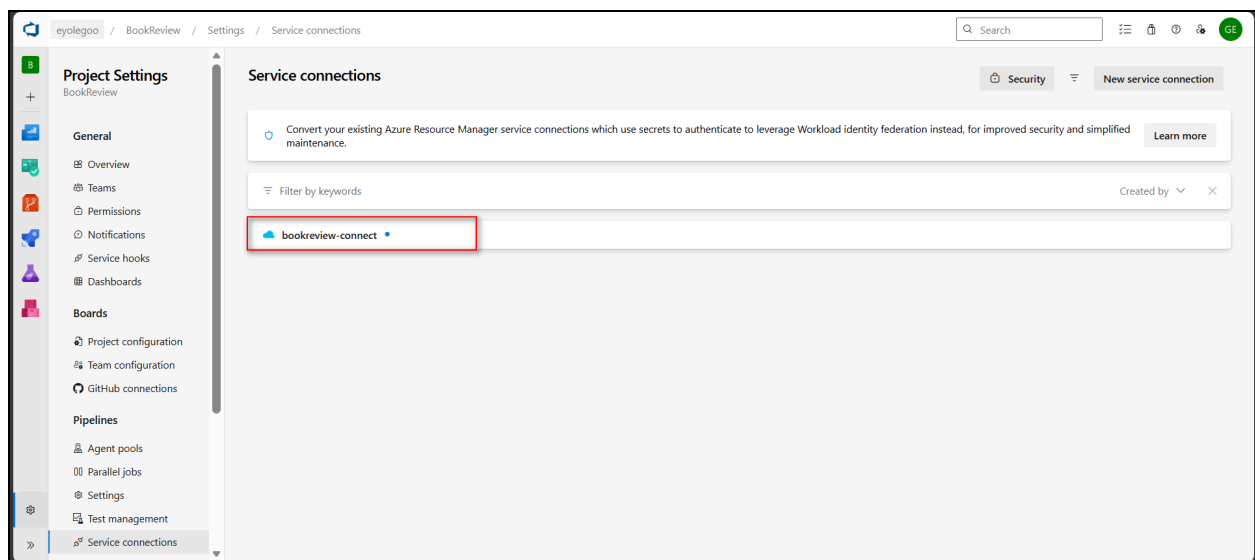 eyolegoo / BookReview / Settings / Service connections
Search
GE
B
Project Settings
BookReview
General
Overview
Teams
Permissions
Notifications
Service hooks
Dashboards
Boards
Project configuration
Team configuration
GitHub connections
Pipelines
Agent pools
Parallel jobs
Settings
Test management
Service connections
Service connections
Security
New service connection
Convert your existing Azure Resource Manager service connections which use secrets to authenticate to leverage Workload identity federation instead, for improved security and simplified
maintenance.
Learn more
Filter by keywords
Created by
bookreview-connect